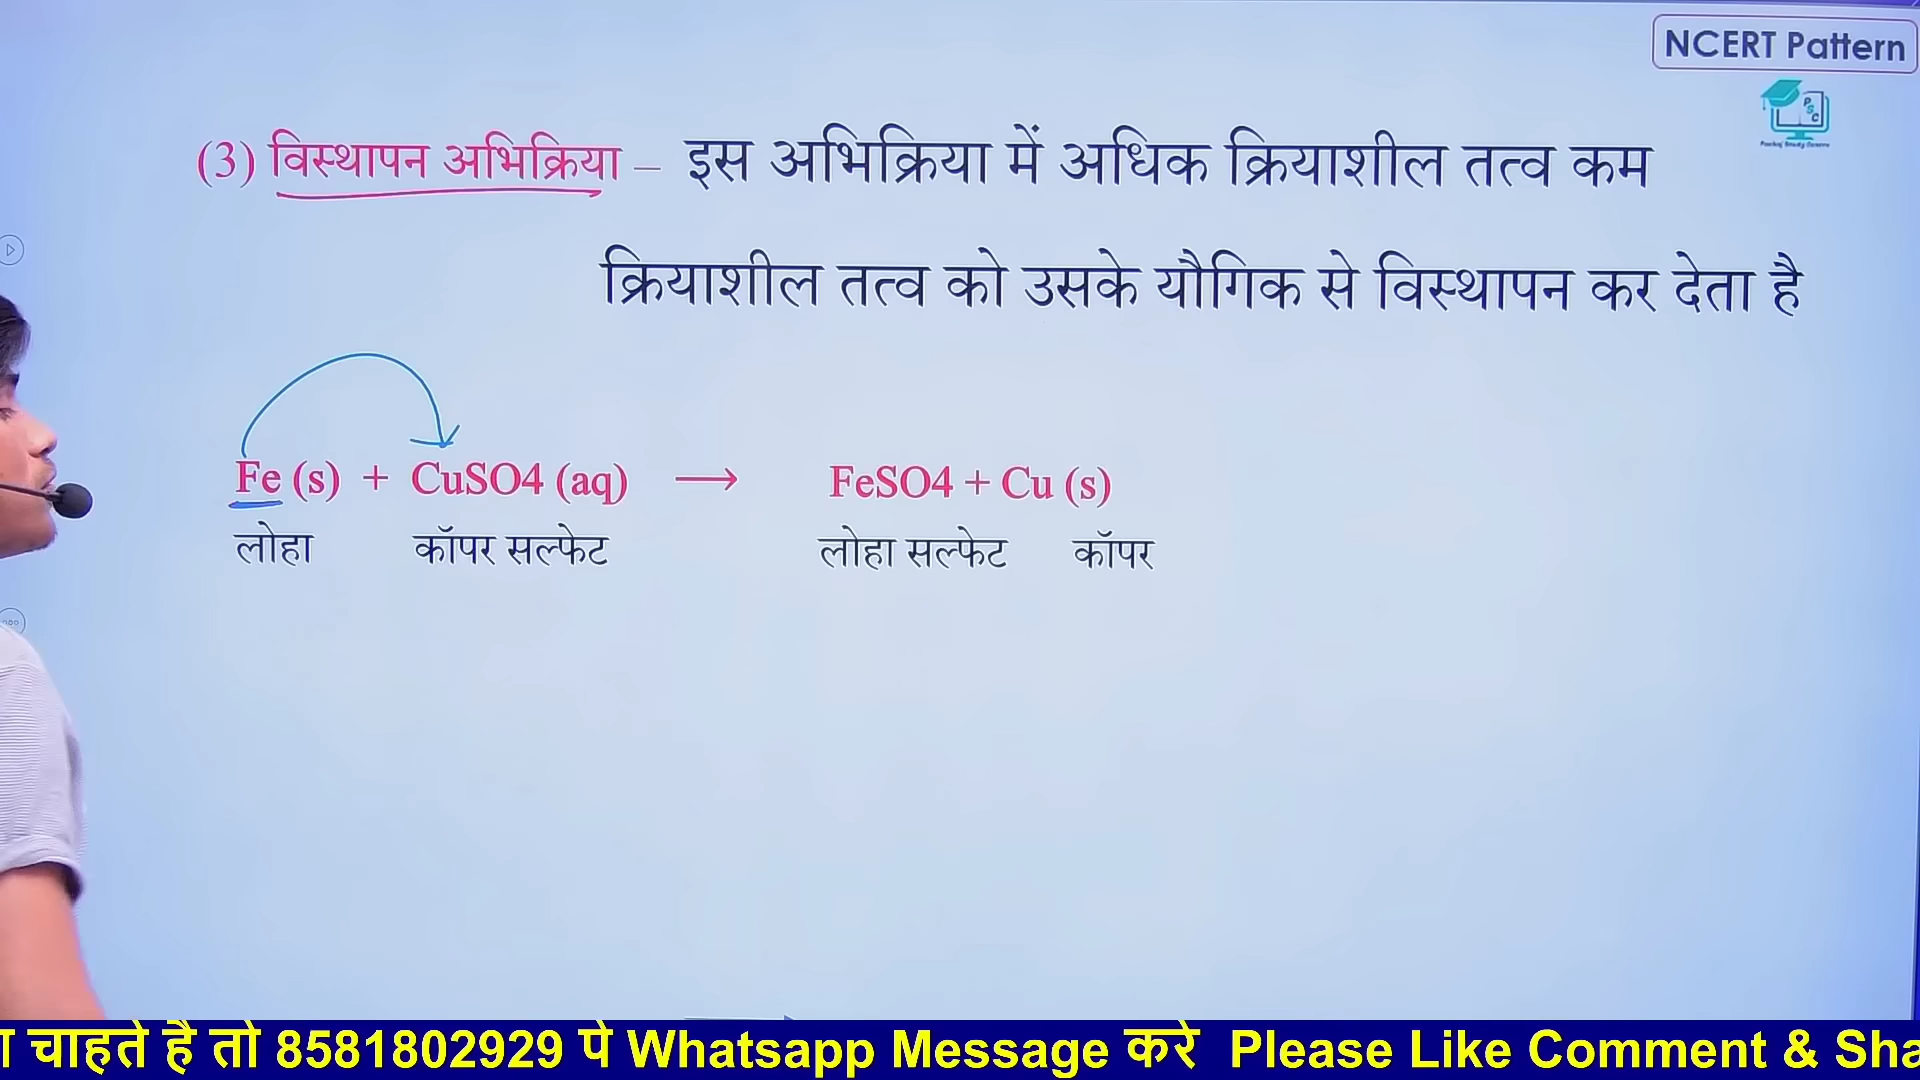 NCERT Pattern
(3) विस्थापन अभिक्रिया – इस अभिक्रिया में अधिक क्रियाशील तत्व कम
क्रियाशील तत्व को उसके यौगिक से विस्थापन कर देता है
Fe (s) + CuSO4 (aq) → FeSO4 + Cu (s)
लोहा कॉपर सल्फेट लोहा सल्फेट कॉपर
चाहते है तो 8581802929 पे Whatsapp Message करे Please Like Comment & Sha